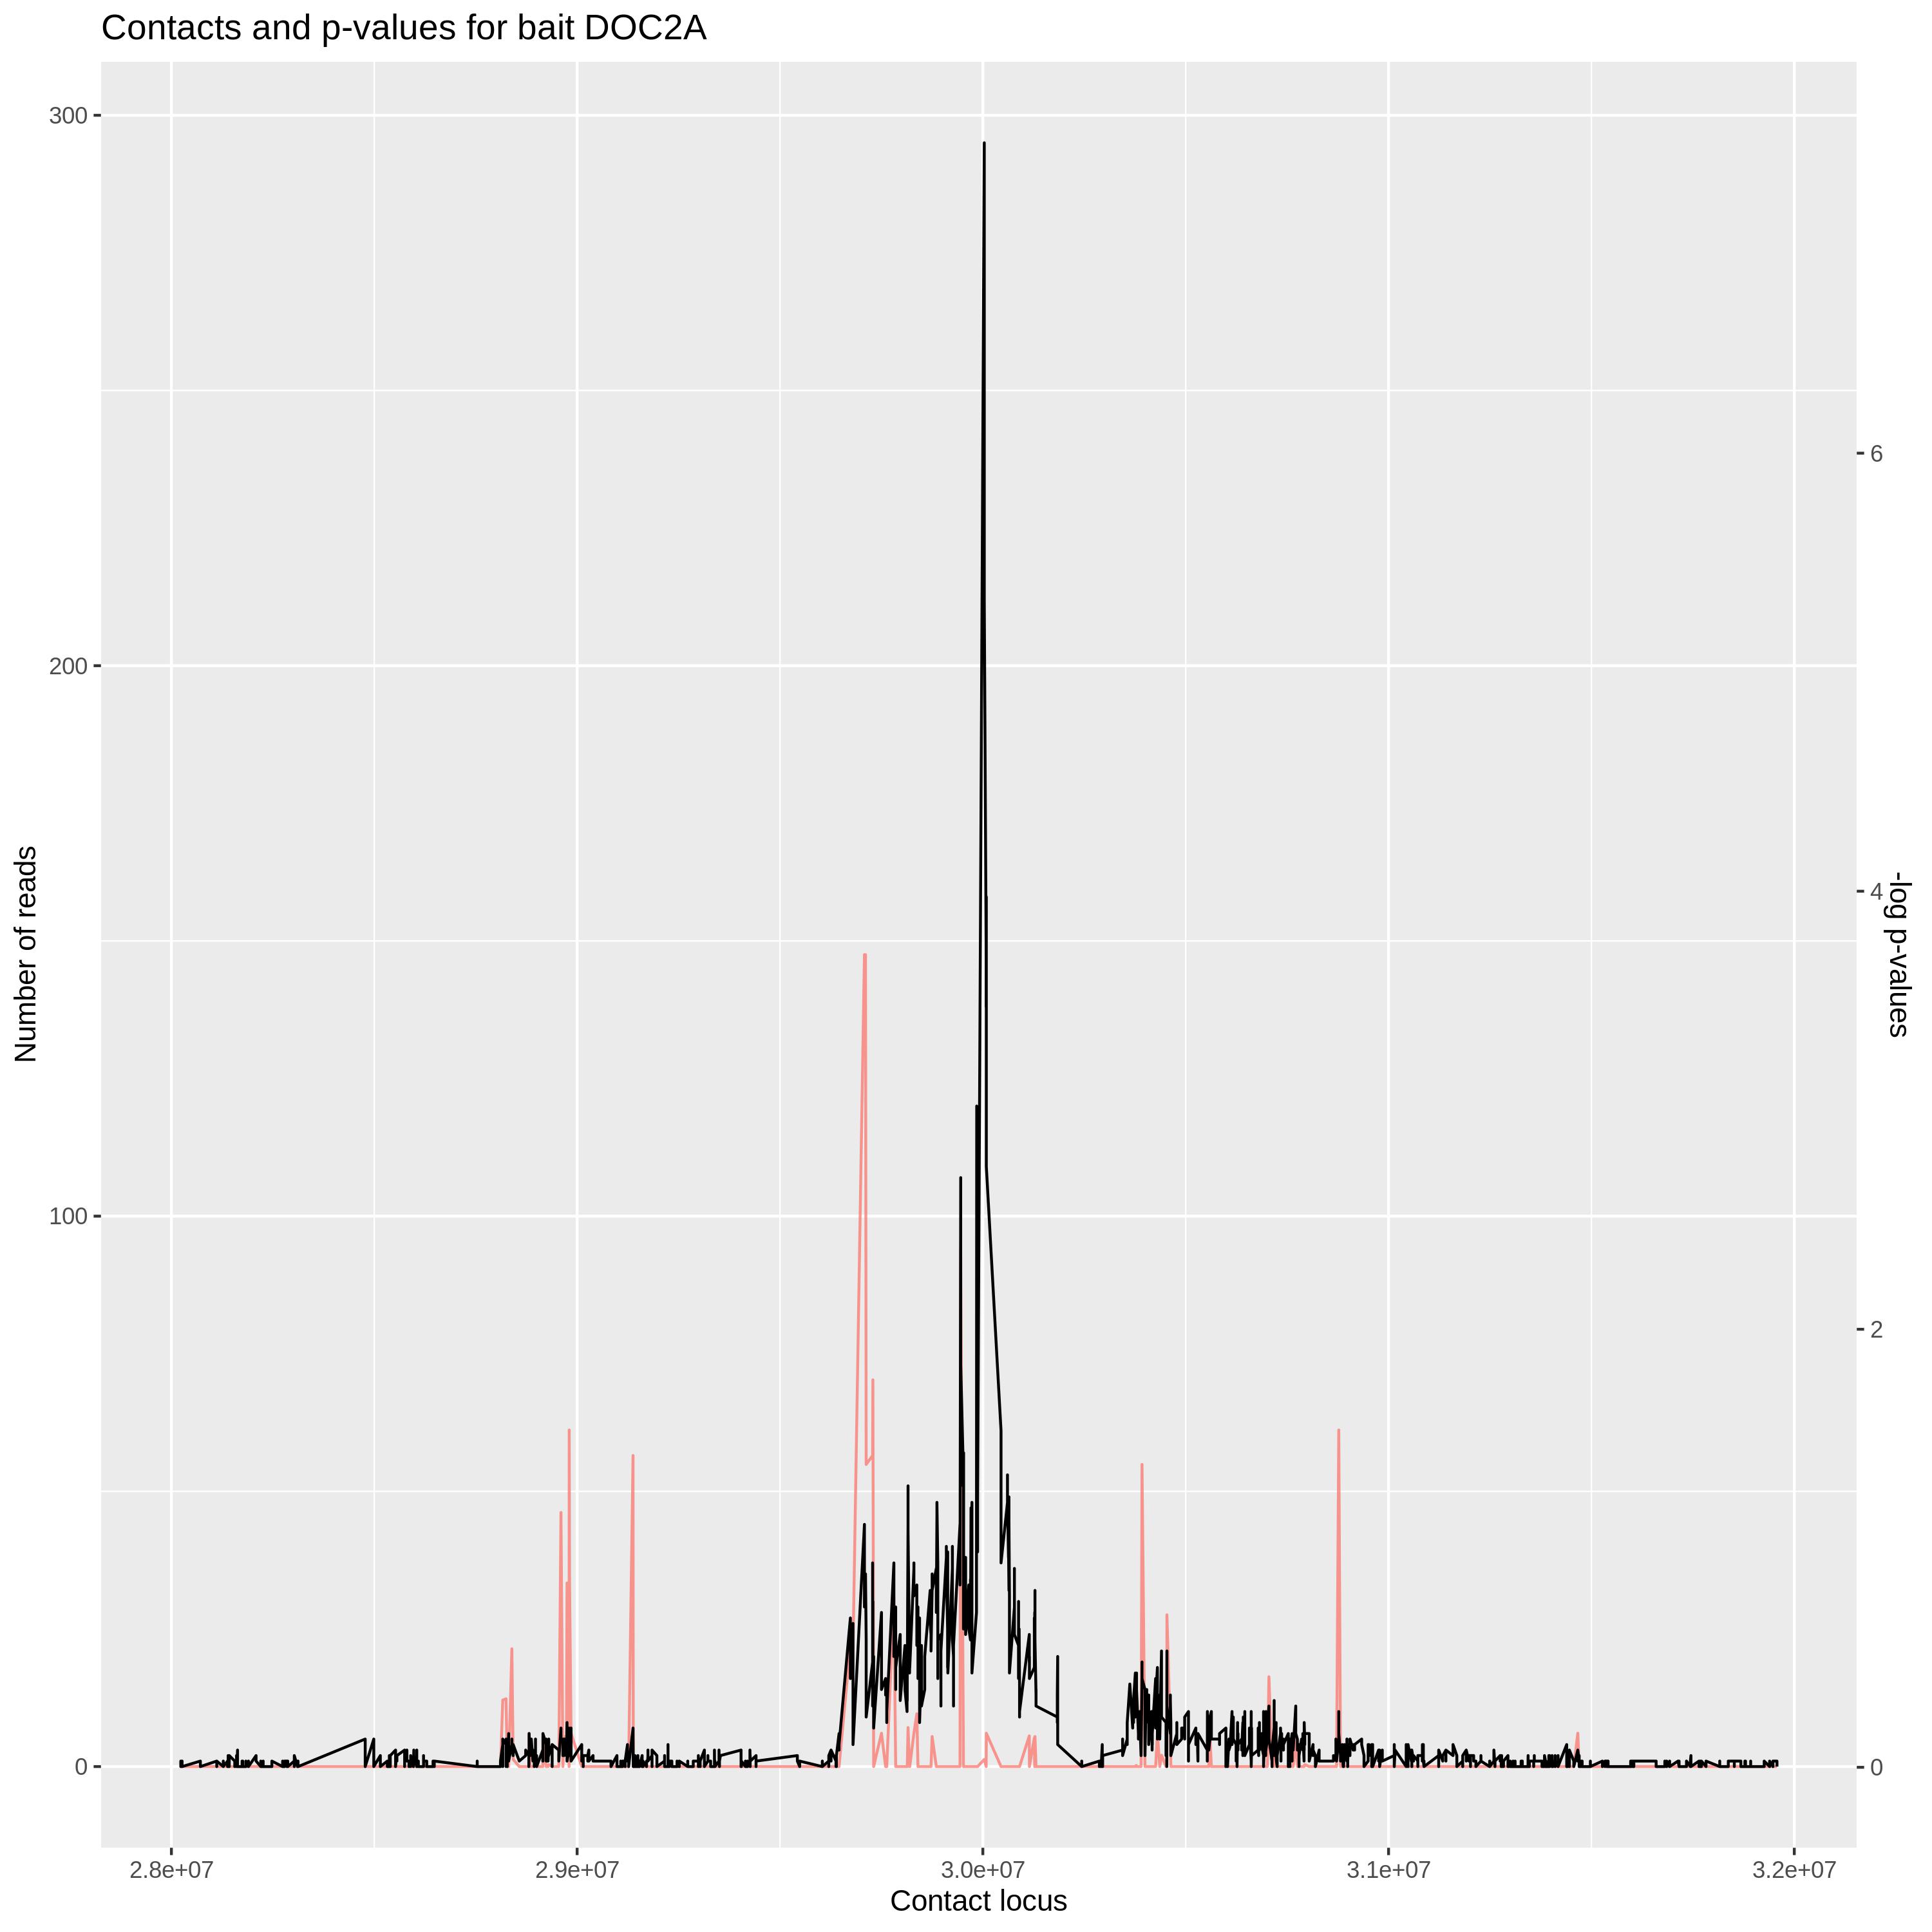 Contacts and p-values for bait DOC2A
300
200
100
0
Number of reads
6
4
2
0
-log p-values
2.8e+07
2.9e+07
3.0e+07
3.1e+07
3.2e+07
Contact locus